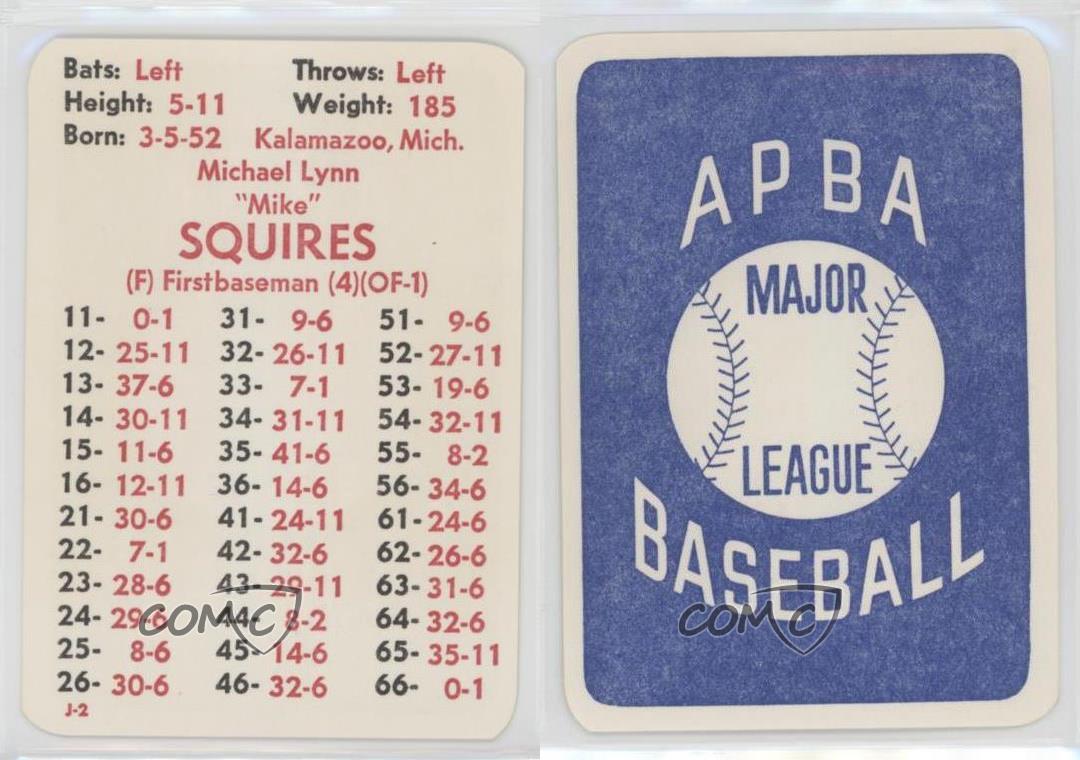 Bats: Left Throws: Left
Height: 5-11 Weight: 185
Born: 3-5-52 Kalamazoo, Mich.
Michael Lynn
"Mike"
SQUIRES
(F) Firstbaseman (4)(OF-1)
11- 0-1 31- 9-6 51- 9-6
12- 25-11 32- 26-11 52- 27-11
13- 37-6 33- 7-1 53- 19-6
14- 30-11 34- 31-11 54- 32-11
15- 11-6 35- 41-6 55- 8-2
16- 12-11 36- 14-6 56- 34-6
21- 30-6 41- 24-11 61- 24-6
22- 7-1 42- 32-6 62- 26-6
23- 28-6 43- 29-11 63- 31-6
24- 29-6 44- 8-2 64- 32-6
25- 8-6 45- 14-6 65- 35-11
26- 30-6 46- 32-6 66- 0-1
J-2
COMC
APBA
MAJOR
LEAGUE
BASEBALL
COMC